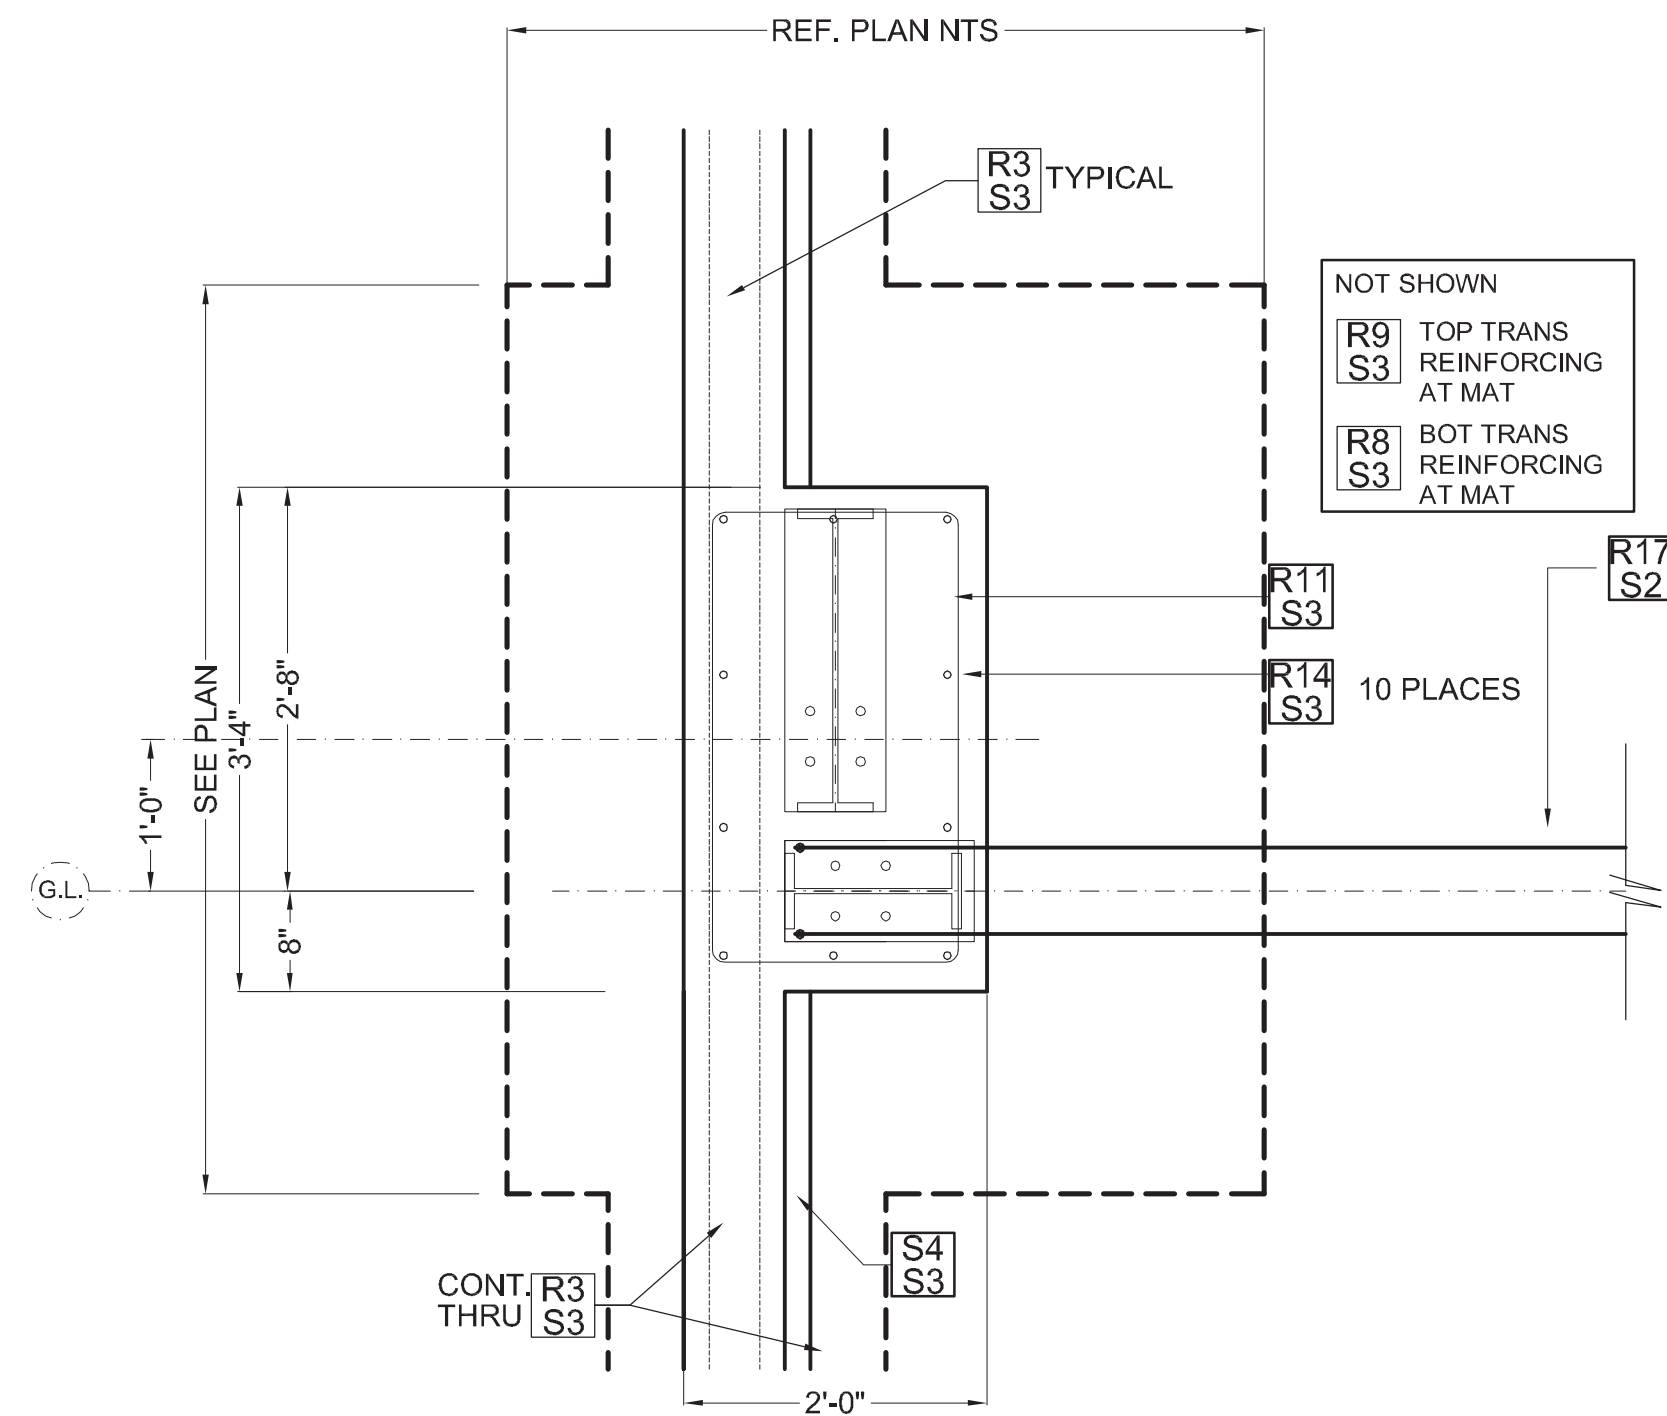 REF. PLAN NTS
R3
S3
TYPICAL
NOT SHOWN
R9
S3
TOP TRANS
REINFORCING
AT MAT
R8
S3
BOT TRANS
REINFORCING
AT MAT
R17
S2
R11
S3
R14
S3
10 PLACES
SEE PLAN
3'-4"
2'-8"
1'-0"
8"
G.L.
S4
S3
CONT.
THRU
R3
S3
2'-0"